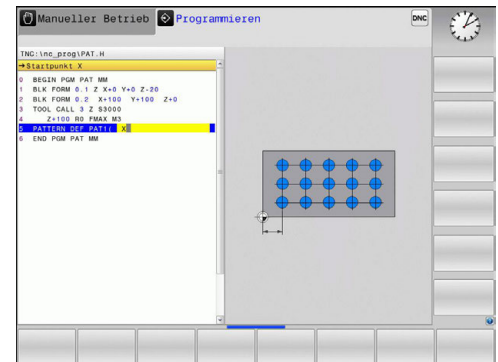 Manueller Betrieb
Programmieren
DNC
TNC:\nc_prog\PAT.H
→Startpunkt X
0 BEGIN PGM PAT MM
1 BLK FORM 0.1 Z X+0 Y+0 Z-20
2 BLK FORM 0.2 X+100 Y+100 Z+0
3 TOOL CALL 3 Z S3000
4 Z+100 R0 FMAX M3
5 PATTERN DEF PAT1( X
6 END PGM PAT MM